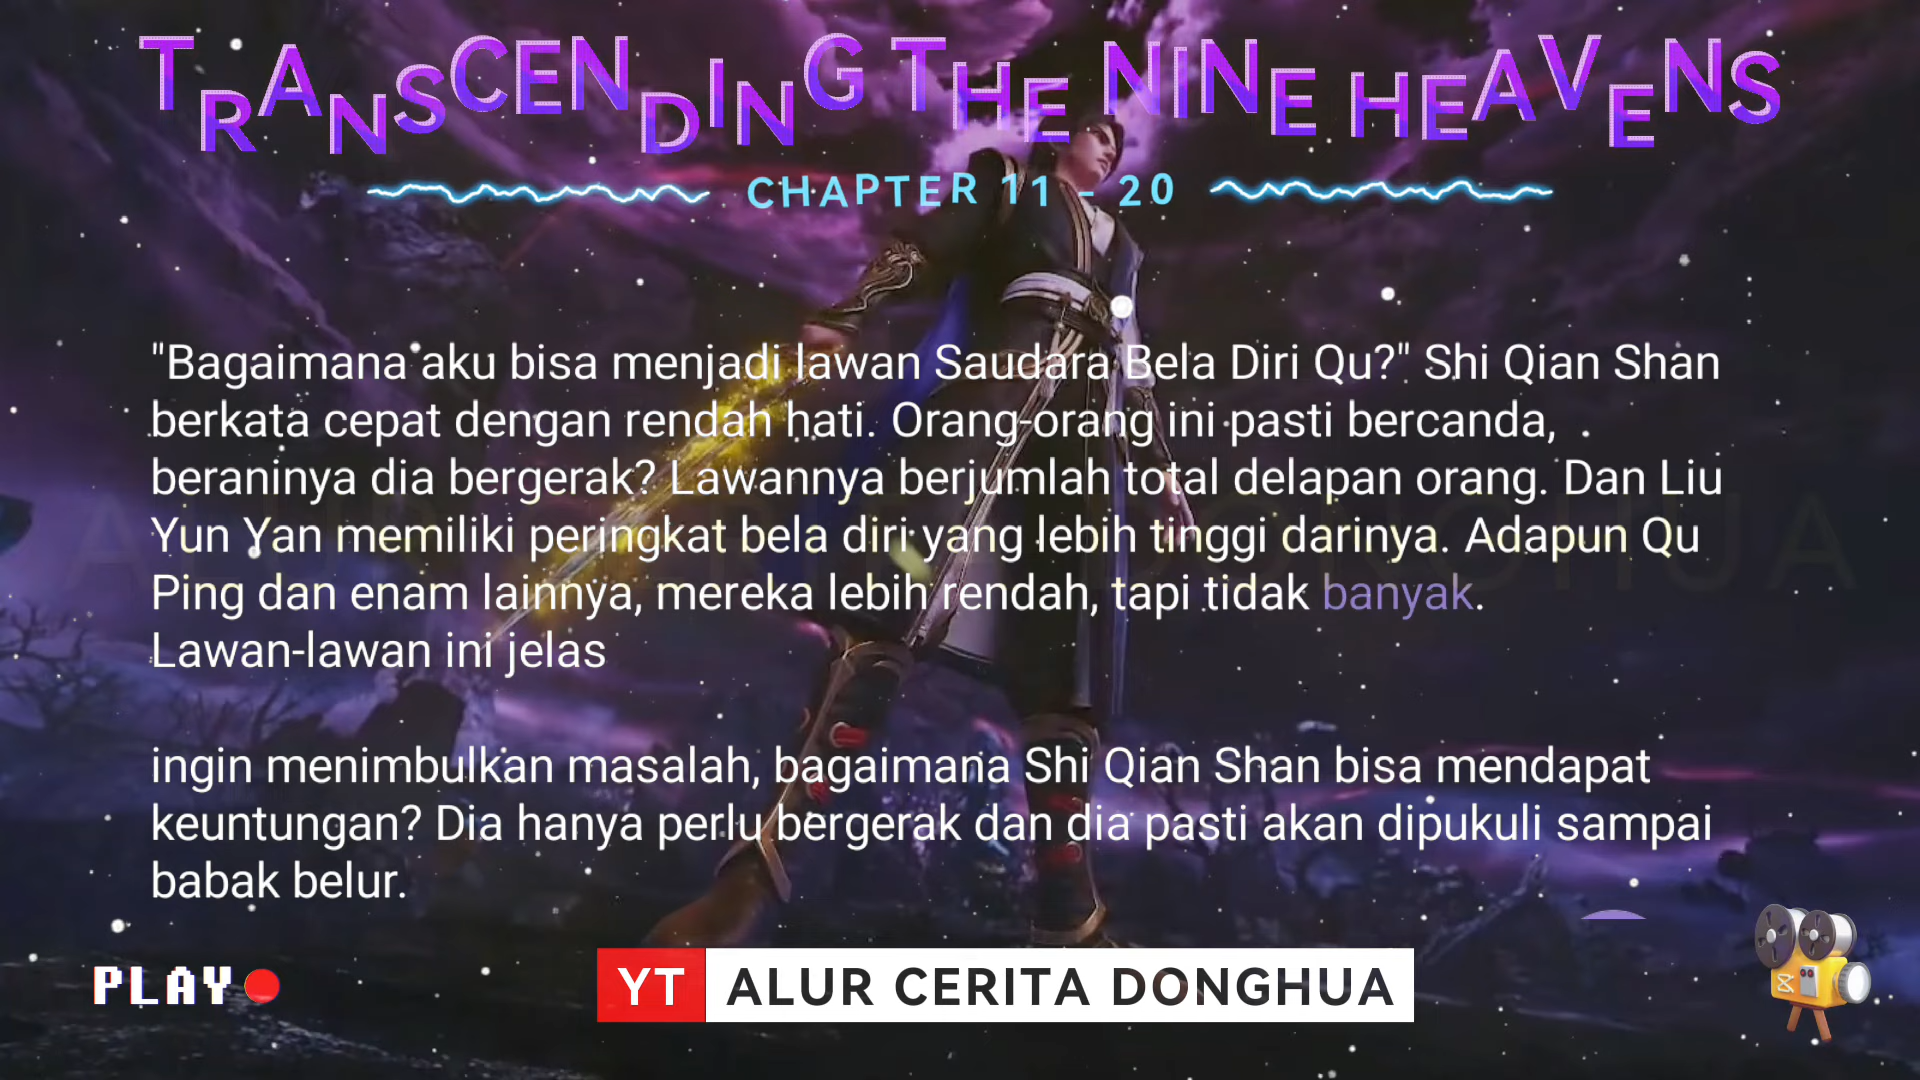 TRANSCENDING THE NINE HEAVENS
CHAPTER 11 - 20
"Bagaimana aku bisa menjadi lawan Saudara Bela Diri Qu?" Shi Qian Shan
berkata cepat dengan rendah hati. Orang-orang ini pasti bercanda,
beraninya dia bergerak? Lawannya berjumlah total delapan orang. Dan Liu
Yun Yan memiliki peringkat bela diri yang lebih tinggi darinya. Adapun Qu
Ping dan enam lainnya, mereka lebih rendah, tapi tidak banyak.
Lawan-lawan ini jelas
ingin menimbulkan masalah, bagaimana Shi Qian Shan bisa mendapat
keuntungan? Dia hanya perlu bergerak dan dia pasti akan dipukuli sampai
babak belur.
PLAY
YT ALUR CERITA DONGHUA